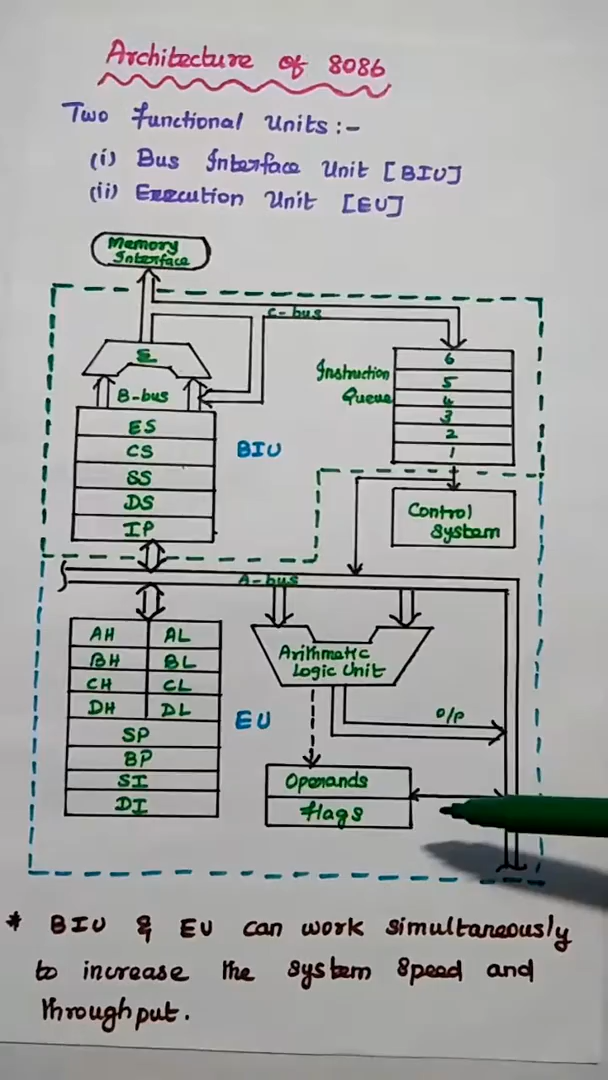 Architecture of 8086
Two Functional Units :-
(i) Bus Interface Unit [BIU]
(ii) Execution Unit [EU]
Memory
Interface
C-bus
Σ
B-bus
ES
CS
SS
DS
IP
BIU
Instruction
Queue
6
5
4
3
2
1
Control
System
A-bus
AH AL
BH BL
CH CL
DH DL
SP
BP
SI
DI
EU
Arithmatic
Logic Unit
O/P
Operands
Flags
* BIU & EU can work simultaneously
to increase the system speed and
throughput.